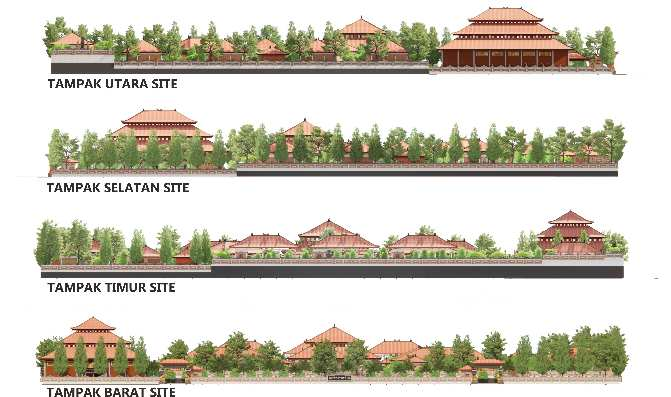 TAMPAK UTARA SITE
TAMPAK SELATAN SITE
TAMPAK TIMUR SITE
TAMPAK BARAT SITE